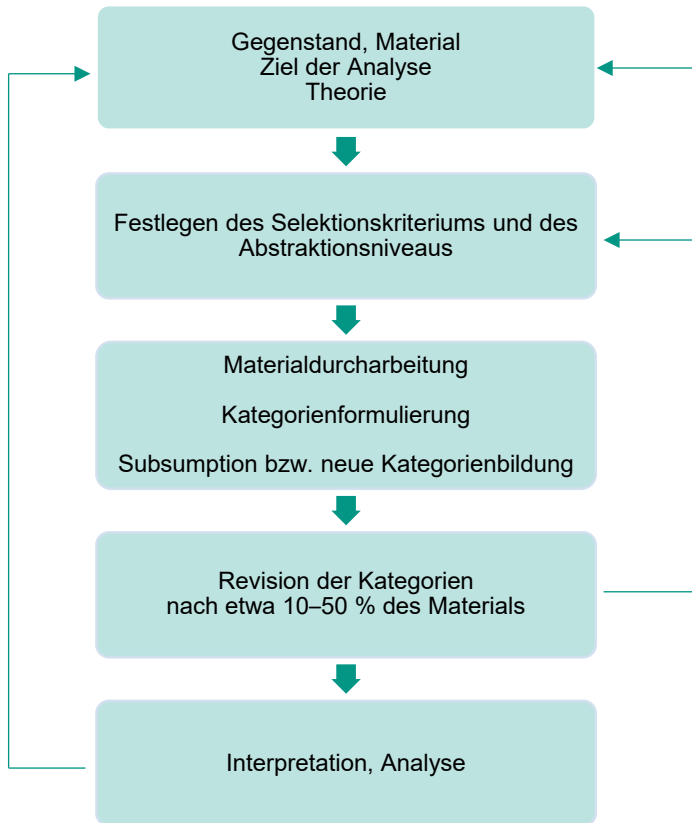 Gegenstand, Material
Ziel der Analyse
Theorie
Festlegen des Selektionskriteriums und des
Abstraktionsniveaus
Materialdurcharbeitung
Kategorienformulierung
Subsumption bzw. neue Kategorienbildung
Revision der Kategorien
nach etwa 10–50 % des Materials
Interpretation, Analyse